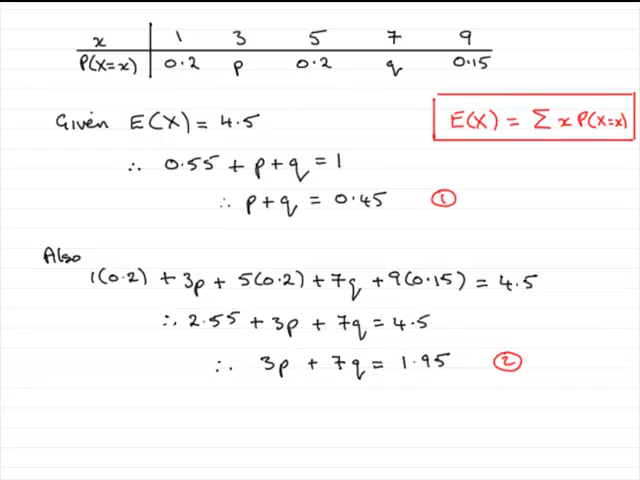 x 1 3 5 7 9
P(X=x) 0.2 p 0.2 q 0.15
Given E(X) = 4.5
E(X) = Σ x P(X=x)
∴ 0.55 + p + q = 1
∴ p + q = 0.45 ①
Also
1(0.2) + 3p + 5(0.2) + 7q + 9(0.15) = 4.5
∴ 2.55 + 3p + 7q = 4.5
∴ 3p + 7q = 1.95 ②